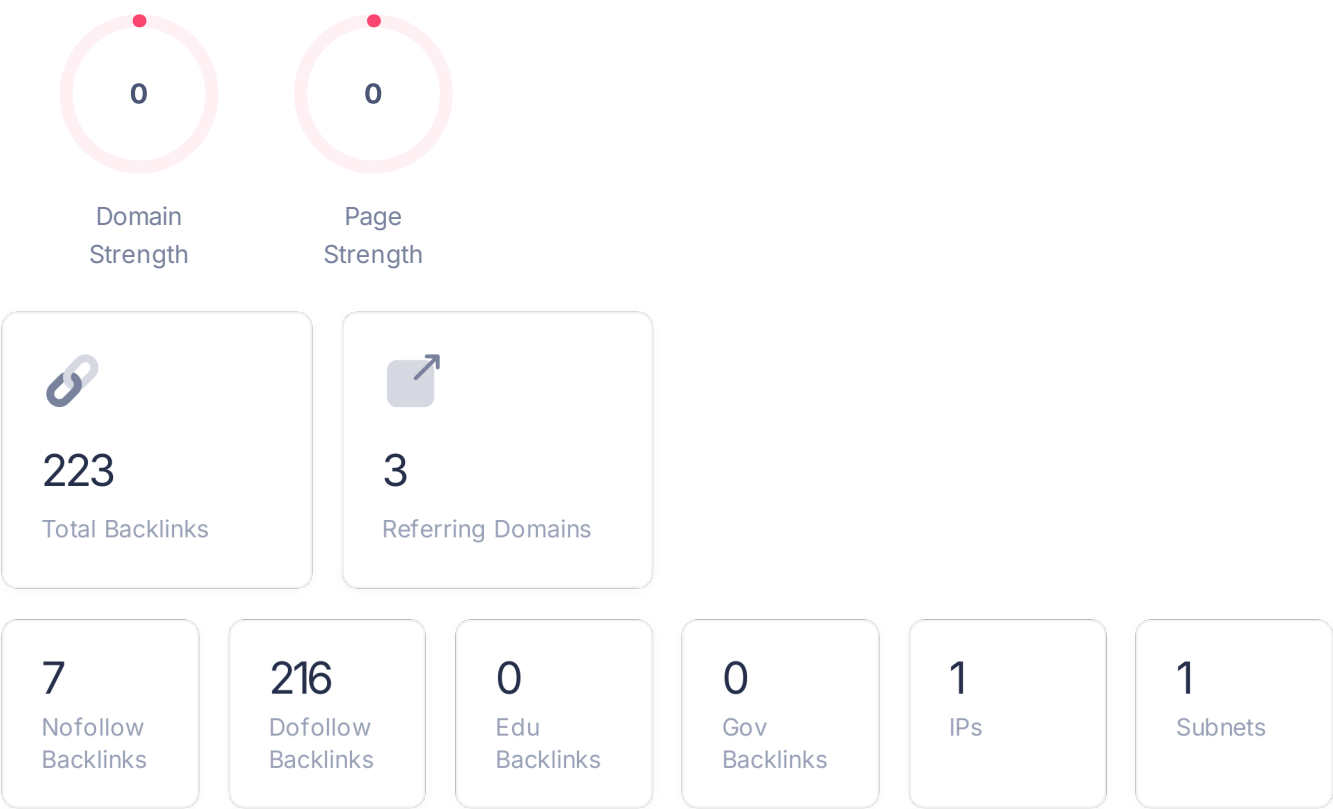 0
0
Domain
Strength
Page
Strength
223
Total Backlinks
3
Referring Domains
7
Nofollow
Backlinks
216
Dofollow
Backlinks
0
Edu
Backlinks
0
Gov
Backlinks
1
IPs
1
Subnets